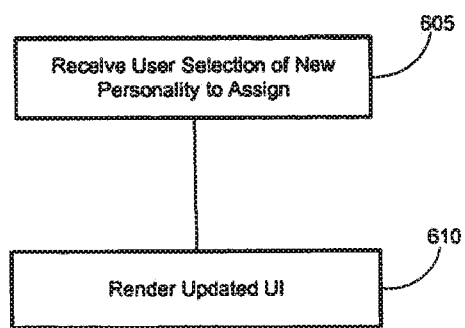 605
Receive User Selection of New
Personality to Assign
610
Render Updated UI